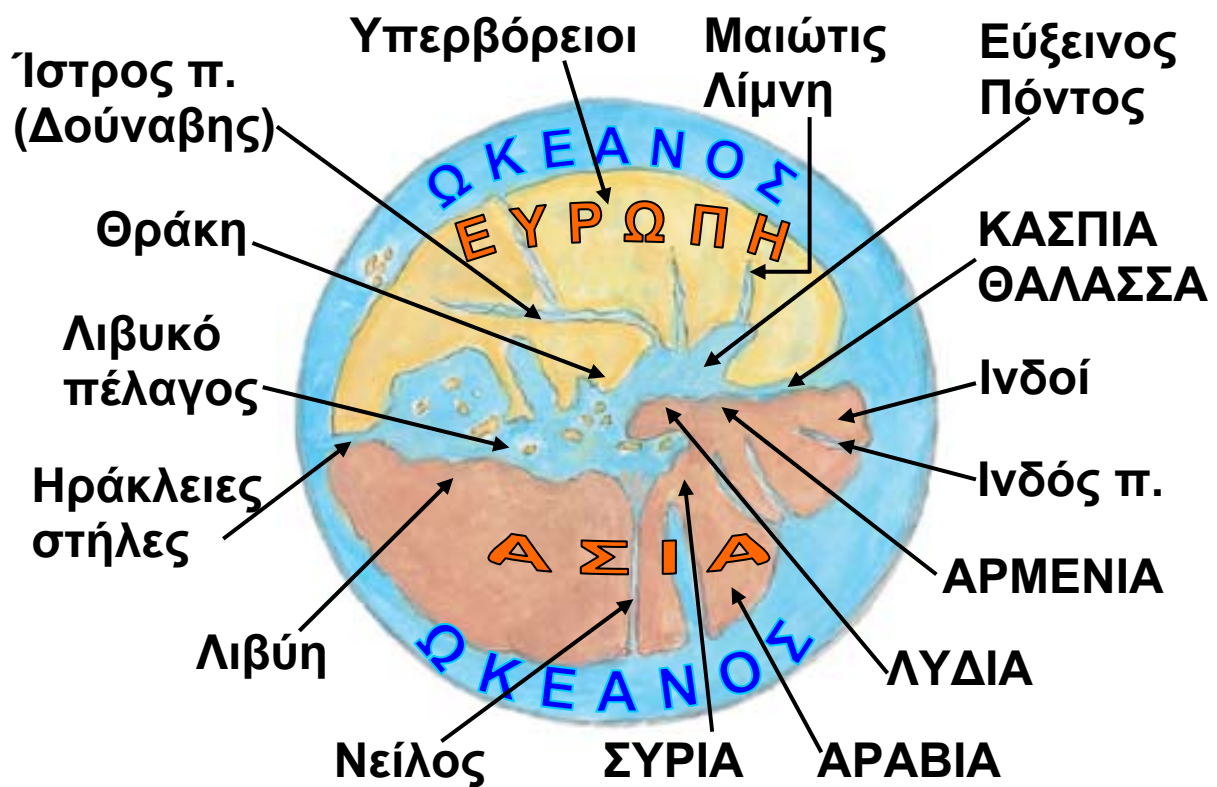 Υπερβόρειοι
Μαιώτις
Λίμνη
Εύξεινος
Πόντος
Ίστρος π.
(Δούναβης)
ΩΚΕΑΝΟΣ
ΕΥΡΩΠΗ
Θράκη
ΚΑΣΠΙΑ
ΘΑΛΑΣΣΑ
Λιβυκό
πέλαγος
Ινδοί
Ηράκλειες
στήλες
Ινδός π.
ΑΣΙΑ
ΑΡΜΕΝΙΑ
Λιβύη
ΩΚΕΑΝΟΣ
ΛΥΔΙΑ
Νείλος
ΣΥΡΙΑ
ΑΡΑΒΙΑ